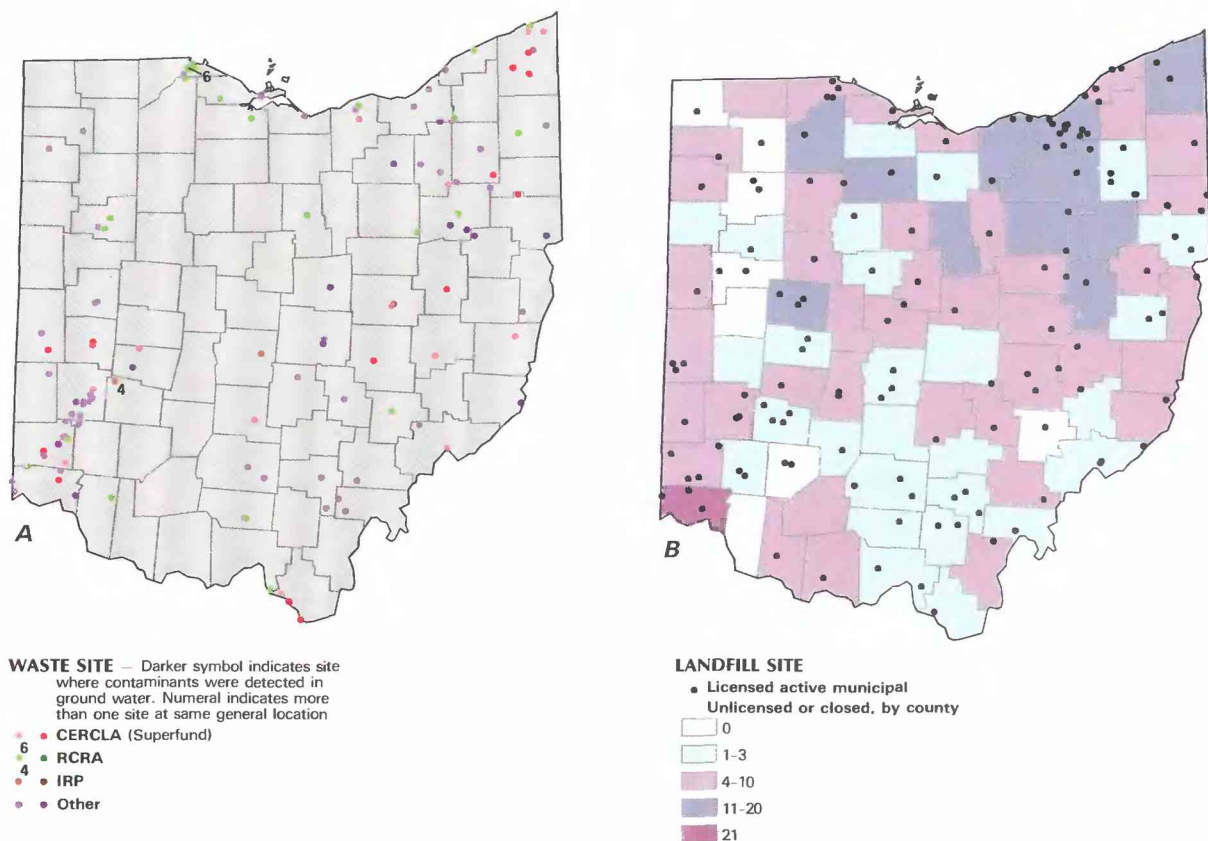 6
4
A
B
WASTE SITE — Darker symbol indicates site
where contaminants were detected in
ground water. Numeral indicates more
than one site at same general location
CERCLA (Superfund)
6
RCRA
4
IRP
Other
LANDFILL SITE
Licensed active municipal
Unlicensed or closed, by county
0
1-3
4-10
11-20
21